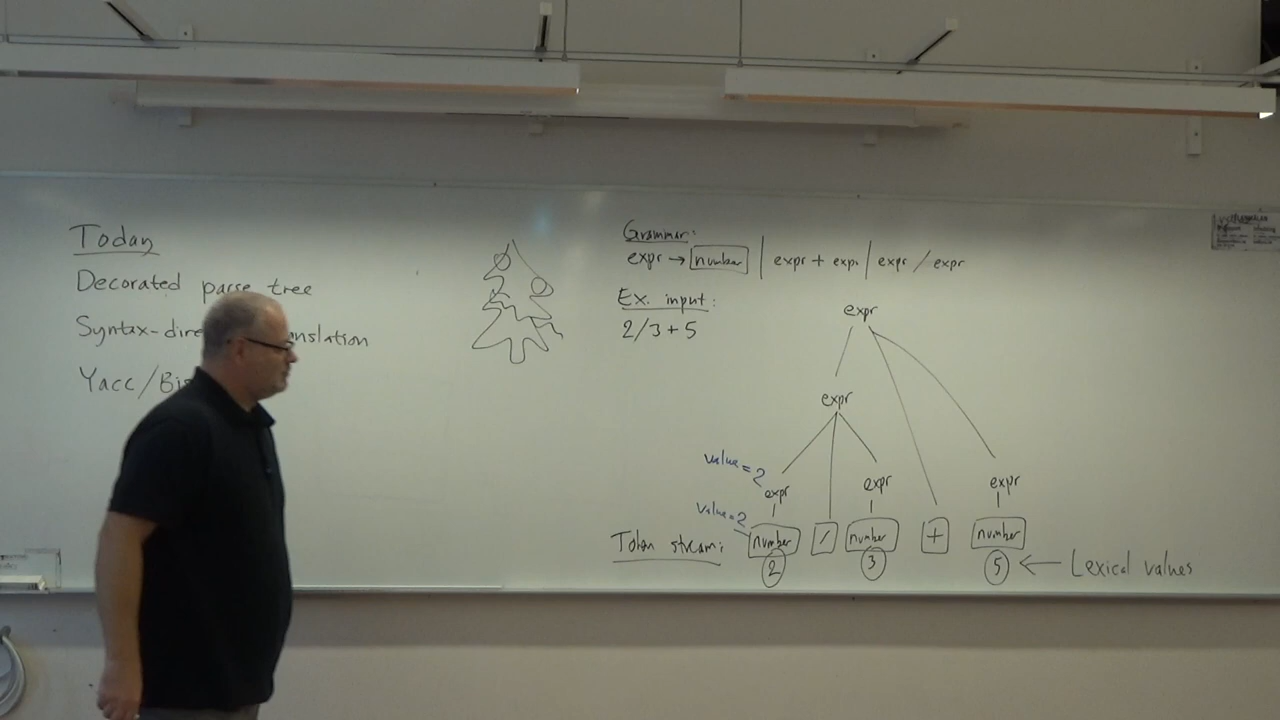 Today
Decorated parse tree
Syntax-dire nslation
Yacc/Bis
Grammar:
expr → number | expr + expr | expr / expr
Ex. input:
2/3+5
expr
expr
value=2
expr expr expr
value=2
Token stream: number / number + number
2 3 5 ← Lexical values